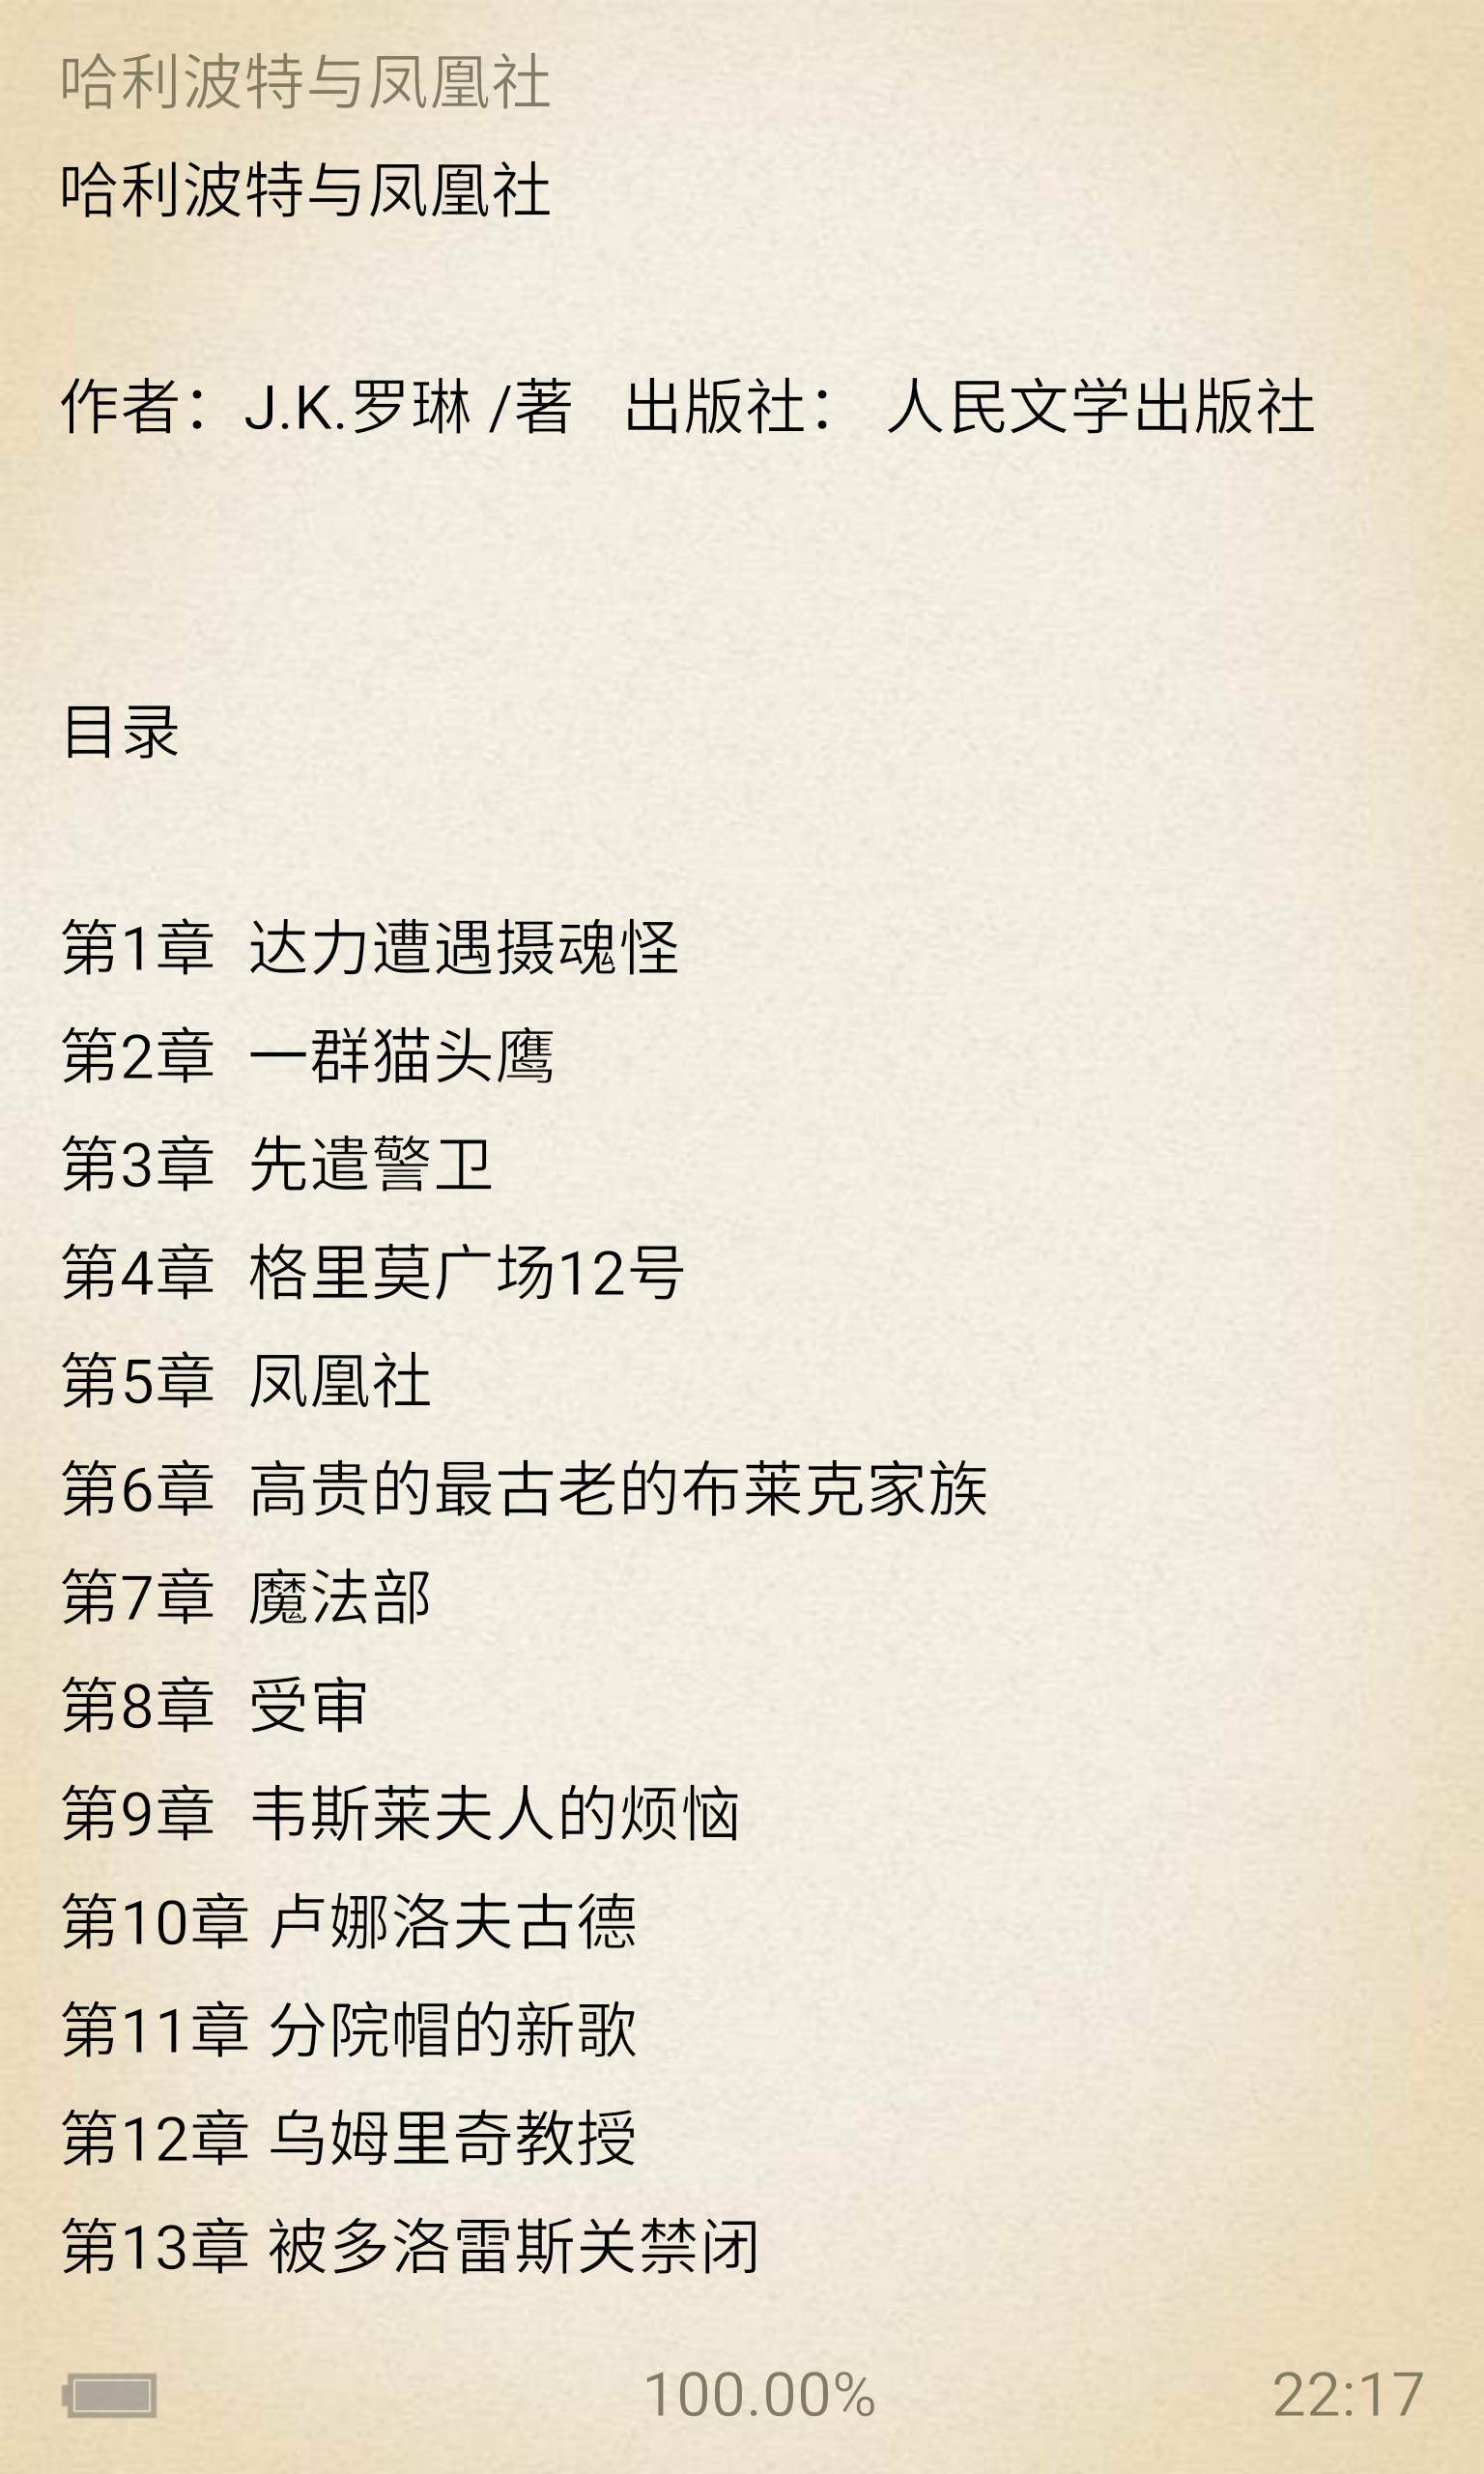 哈利波特与凤凰社
哈利波特与凤凰社
作者：J.K.罗琳 /著 出版社： 人民文学出版社
目录
第1章 达力遭遇摄魂怪
第2章 一群猫头鹰
第3章 先遣警卫
第4章 格里莫广场12号
第5章 凤凰社
第6章 高贵的最古老的布莱克家族
第7章 魔法部
第8章 受审
第9章 韦斯莱夫人的烦恼
第10章 卢娜洛夫古德
第11章 分院帽的新歌
第12章 乌姆里奇教授
第13章 被多洛雷斯关禁闭
100.00% 22:17